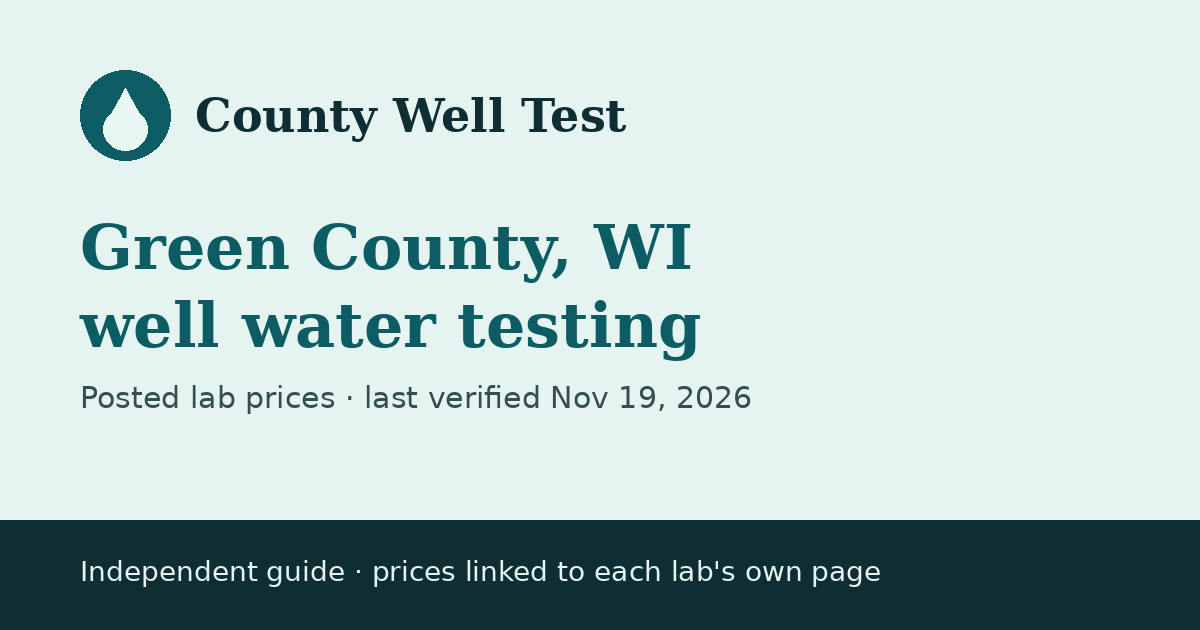 County Well Test
Green County, WI
well water testing
Posted lab prices · last verified Nov 19, 2026
Independent guide · prices linked to each lab's own page